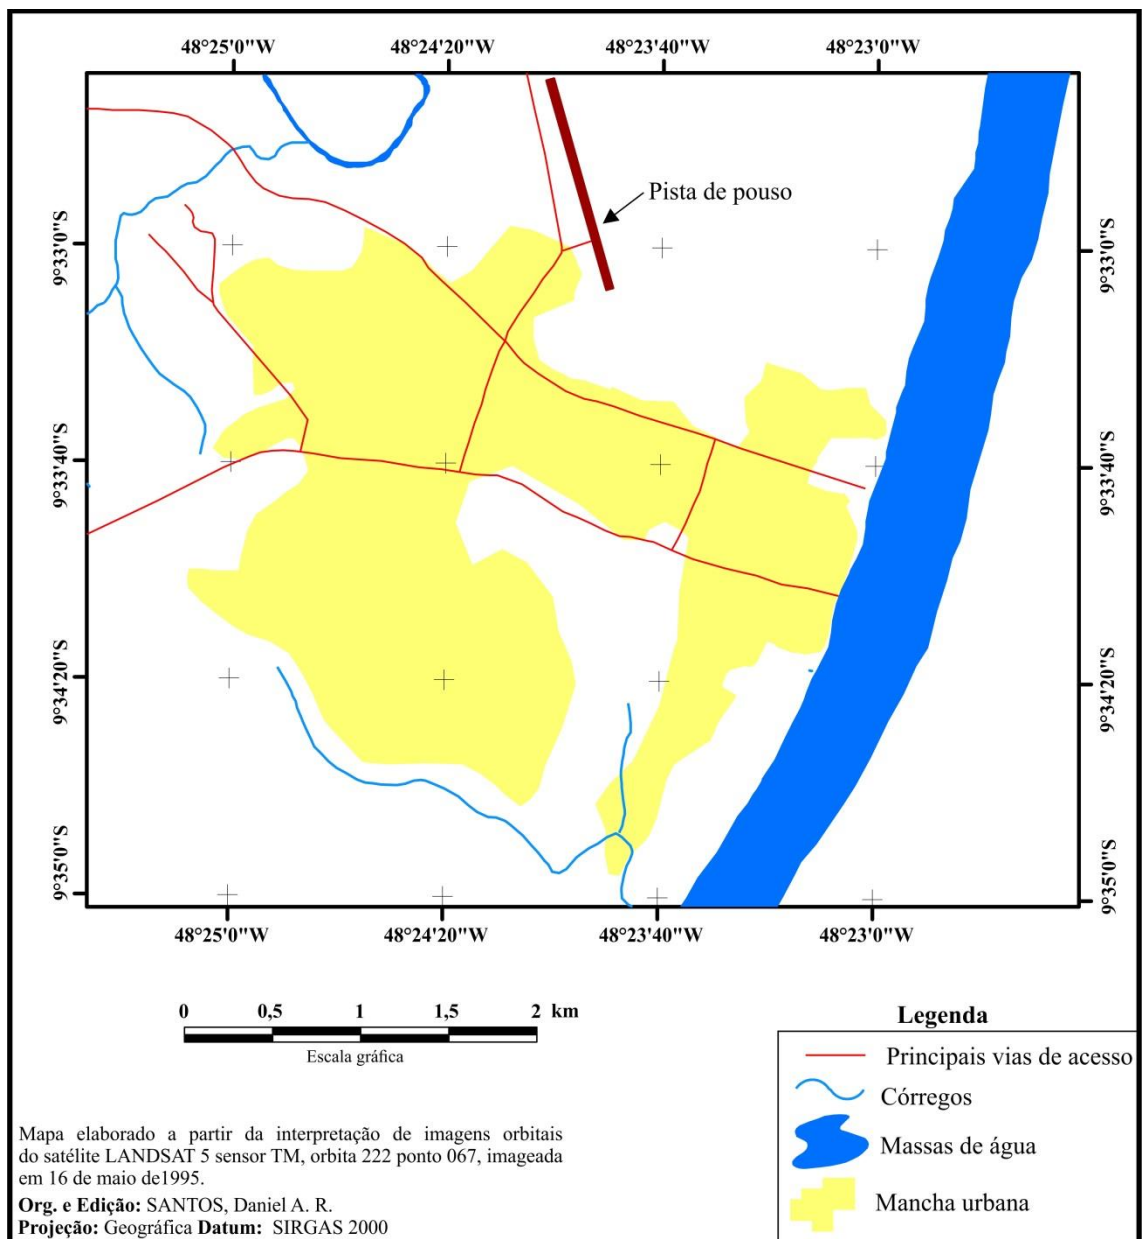 48°25'0"W 48°24'20"W 48°23'40"W 48°23'0"W
Pista de pouso
9°33'0"S 9°33'0"S
9°33'40"S 9°33'40"S
9°34'20"S 9°34'20"S
9°35'0"S 9°35'0"S
48°25'0"W 48°24'20"W 48°23'40"W 48°23'0"W
0 0,5 1 1,5 2 km
Escala gráfica
Legenda
Principais vias de acesso
Córregos
Massas de água
Mancha urbana
Mapa elaborado a partir da interpretação de imagens orbitais
do satélite LANDSAT 5 sensor TM, orbita 222 ponto 067, imageada
em 16 de maio de1995.
Org. e Edição: SANTOS, Daniel A. R.
Projeção: Geográfica Datum: SIRGAS 2000